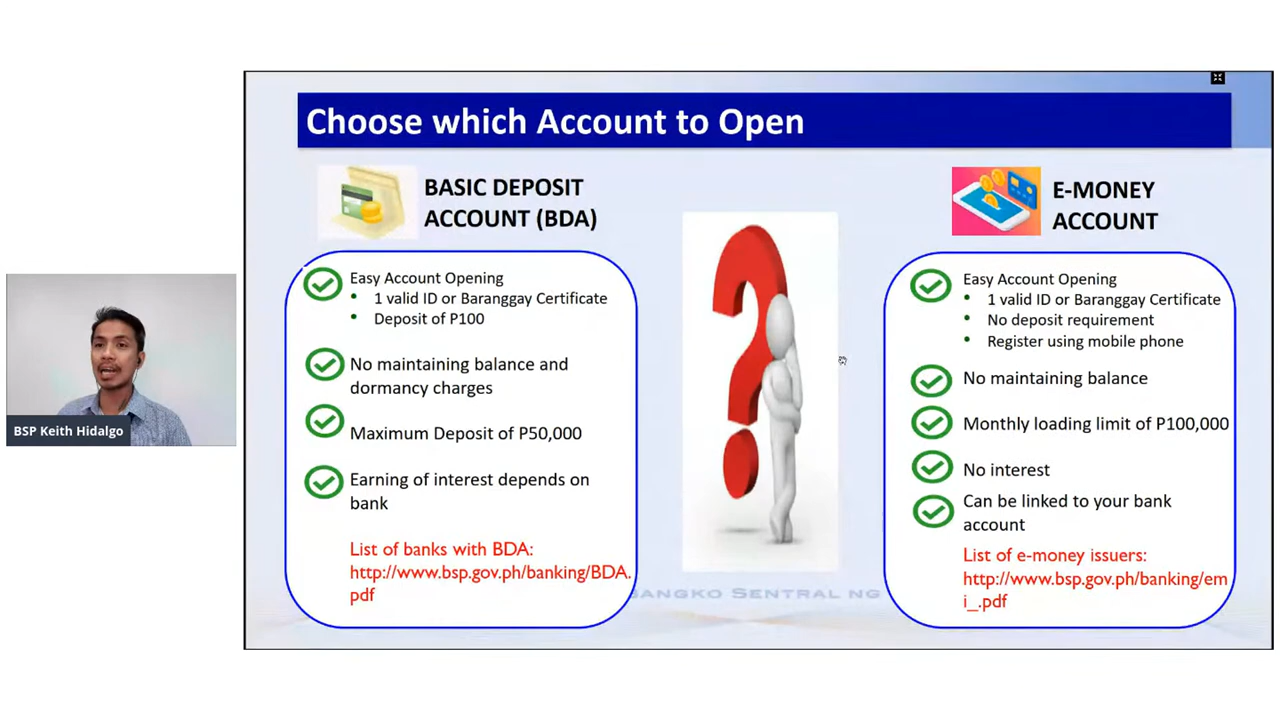 Choose which Account to Open
BASIC DEPOSIT
ACCOUNT (BDA)
Easy Account Opening
• 1 valid ID or Baranggay Certificate
• Deposit of P100
No maintaining balance and
dormancy charges
Maximum Deposit of P50,000
Earning of interest depends on
bank
List of banks with BDA:
http://www.bsp.gov.ph/banking/BDA.
pdf
E-MONEY
ACCOUNT
Easy Account Opening
• 1 valid ID or Baranggay Certificate
• No deposit requirement
• Register using mobile phone
No maintaining balance
Monthly loading limit of P100,000
No interest
Can be linked to your bank
account
List of e-money issuers:
http://www.bsp.gov.ph/banking/em
i_.pdf
BANGKO SENTRAL NG
BSP Keith Hidalgo